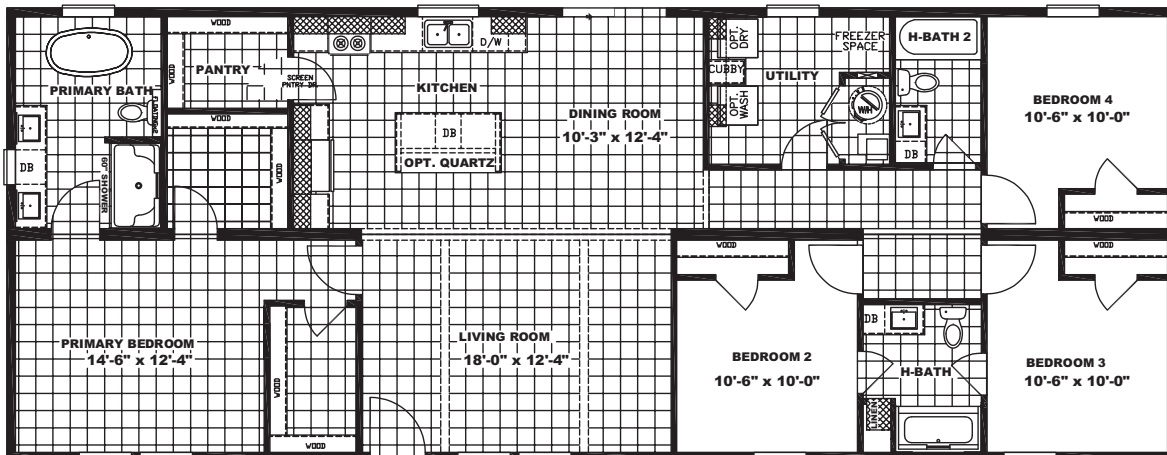 WOOD
D/W
OPT. DRY
FREEZER
SPACE
H-BATH 2
WOOD
PANTRY
SCREEN
PNTRY DR.
CUBBY
UTILITY
PRIMARY BATH
KITCHEN
W/H
BEDROOM 4
10'-6" x 10'-0"
OPT. WASH
DINING ROOM
10'-3" x 12'-4"
WOOD
DB
DB
DB
OPT. QUARTZ
WOOD
60" SHOWER
WOOD
WOOD
WOOD
DB
PRIMARY BEDROOM
14'-6" x 12'-4"
LIVING ROOM
18'-0" x 12'-4"
BEDROOM 2
10'-6" x 10'-0"
H-BATH
BEDROOM 3
10'-6" x 10'-0"
WOOD
LINEN
WOOD